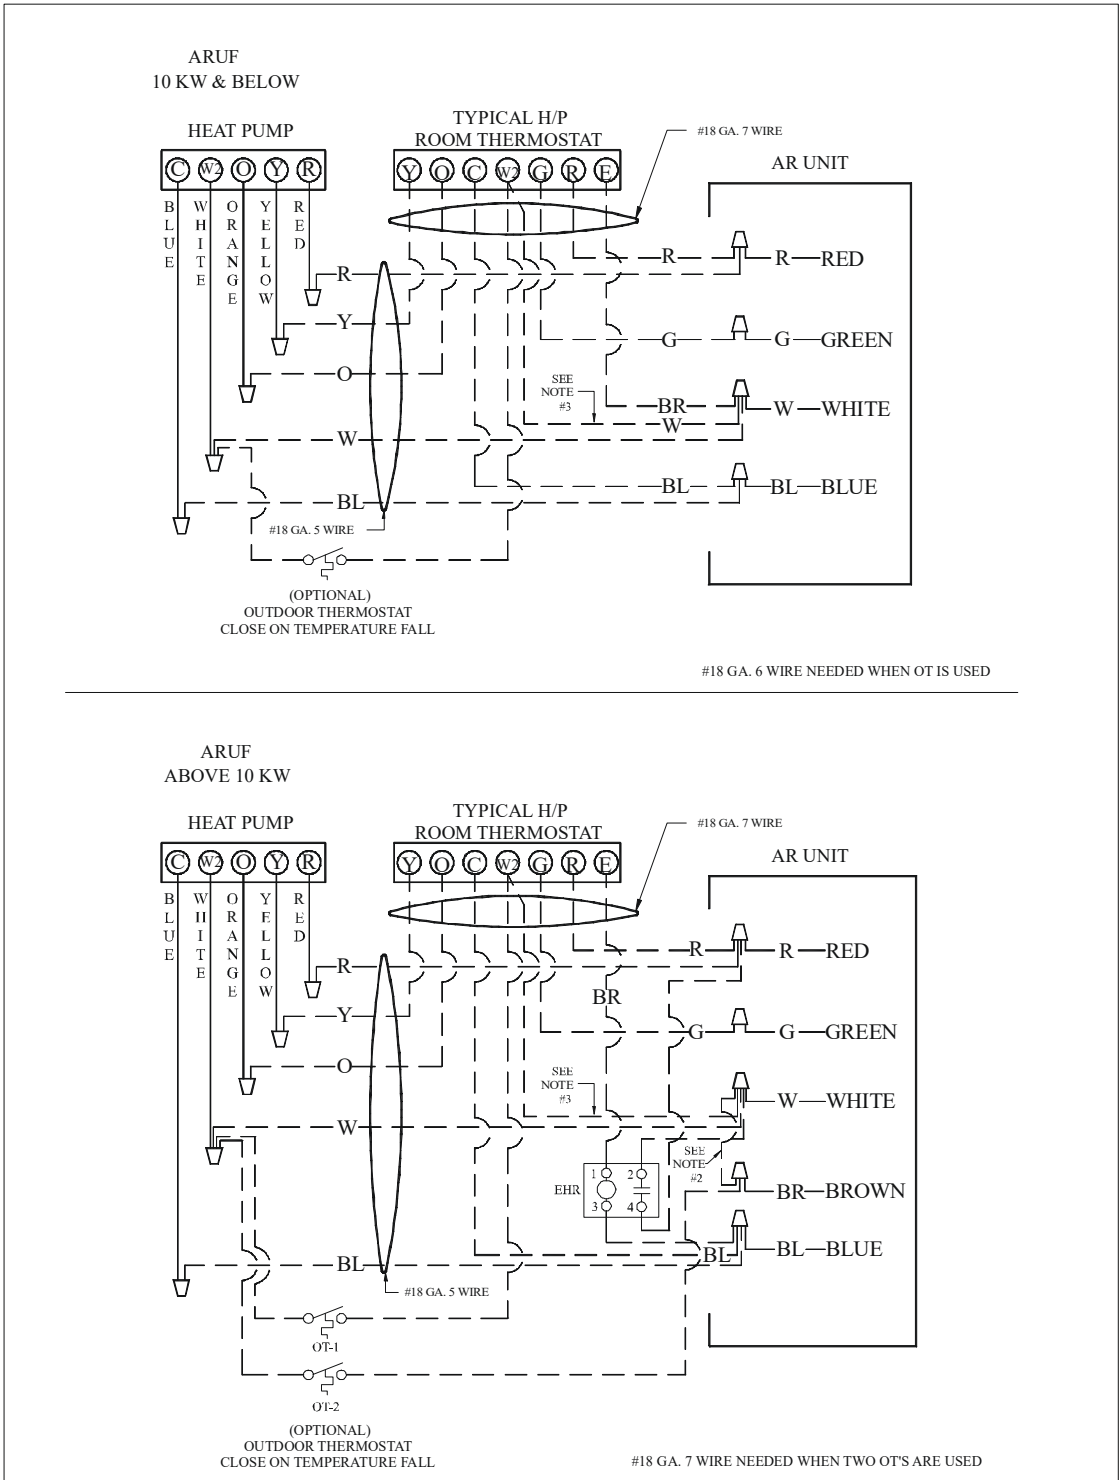 ARUF
10 KW & BELOW
HEAT PUMP
TYPICAL H/P
ROOM THERMOSTAT
#18 GA. 7 WIRE
AR UNIT
C W2 O Y R
Y O C W2 G R E
BLUE
WHITE
ORANGE
YELLOW
RED
R
R
R RED
Y
G
G GREEN
O
SEE
NOTE
#3
BR
W
W WHITE
W
BL
BL BLUE
BL
#18 GA. 5 WIRE
(OPTIONAL)
OUTDOOR THERMOSTAT
CLOSE ON TEMPERATURE FALL
#18 GA. 6 WIRE NEEDED WHEN OT IS USED
ARUF
ABOVE 10 KW
HEAT PUMP
TYPICAL H/P
ROOM THERMOSTAT
#18 GA. 7 WIRE
AR UNIT
C W2 O Y R
Y O C W2 G R E
BLUE
WHITE
ORANGE
YELLOW
RED
R
R RED
R
BR
Y
G
G GREEN
O
SEE
NOTE
#3
W WHITE
W
SEE
NOTE
#2
EHR
1 2
3 4
BR BROWN
BL
BL BLUE
BL
#18 GA. 5 WIRE
OT-1
OT-2
(OPTIONAL)
OUTDOOR THERMOSTAT
CLOSE ON TEMPERATURE FALL
#18 GA. 7 WIRE NEEDED WHEN TWO OT'S ARE USED